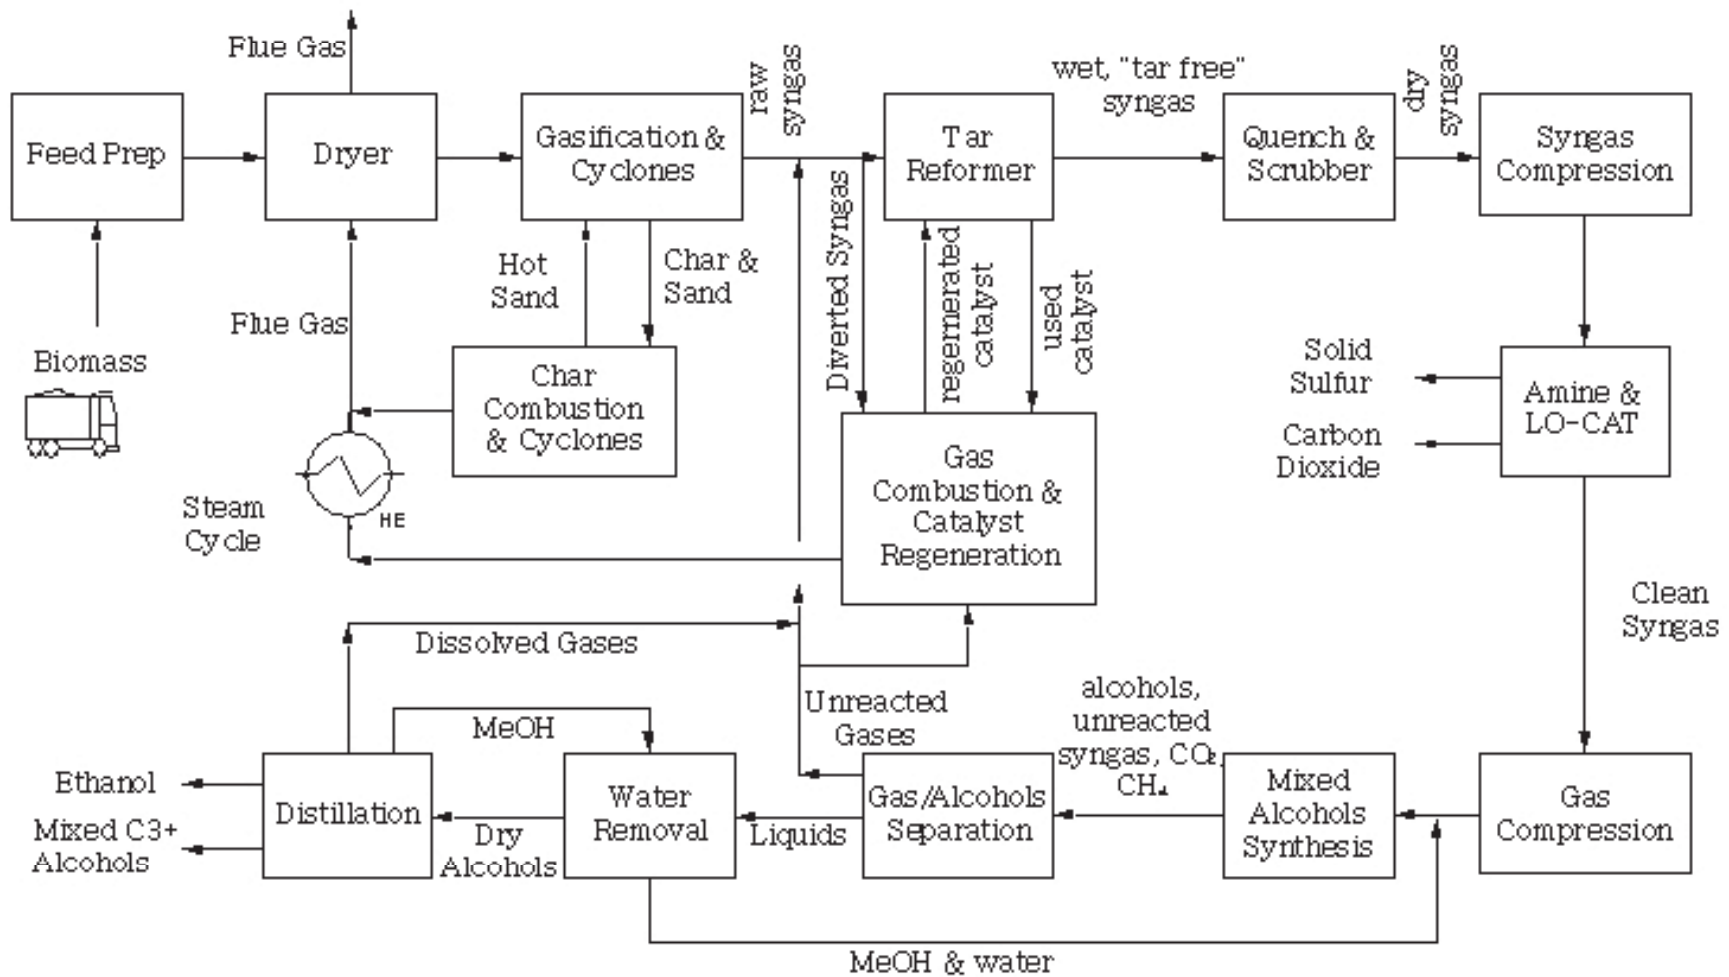 Flue Gas
Feed Prep
Dryer
Gasification &
Cyclones
raw
syngas
Tar
Reformer
wet, "tar free"
syngas
Quench &
Scrubber
dry
syngas
Syngas
Compression
Biomass
Flue Gas
Hot
Sand
Char &
Sand
Char
Combustion
& Cyclones
Diverted Syngas
regernerated
catalyst
used
catalyst
Gas
Combustion &
Catalyst
Regeneration
Solid
Sulfur
Carbon
Dioxide
Amine &
LO-CAT
Steam
Cycle
HE
Clean
Syngas
Dissolved Gases
MeOH
Unreacted
Gases
alcohols,
unreacted
syngas, CO₂,
CH₄
Ethanol
Mixed C3+
Alcohols
Distillation
Dry
Alcohols
Water
Removal
Liquids
Gas/Alcohols
Separation
Mixed
Alcohols
Synthesis
Gas
Compression
MeOH & water